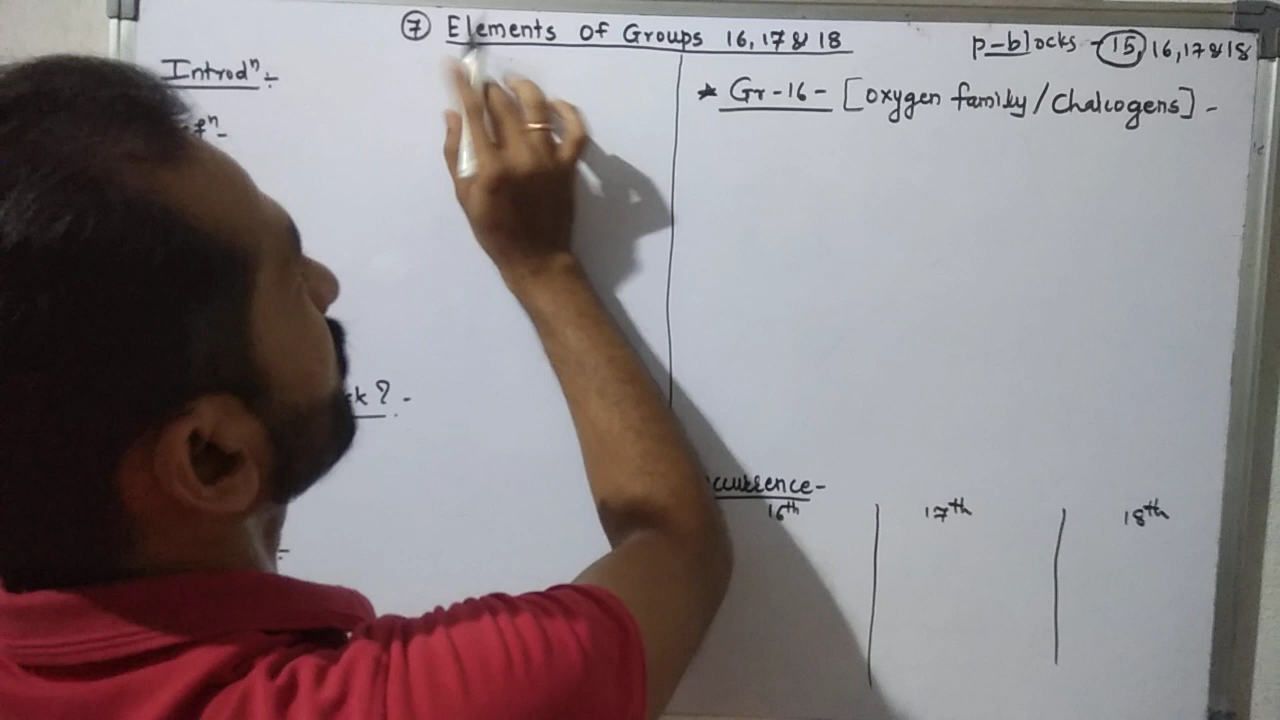 ⑦ Elements of Groups 16, 17 & 18
p-blocks - 15, 16, 17 & 18
Introdⁿ :-
* Gr-16 - [oxygen family/Chalcogens] -
k ? -
ccurrence -
16th
17th
18th